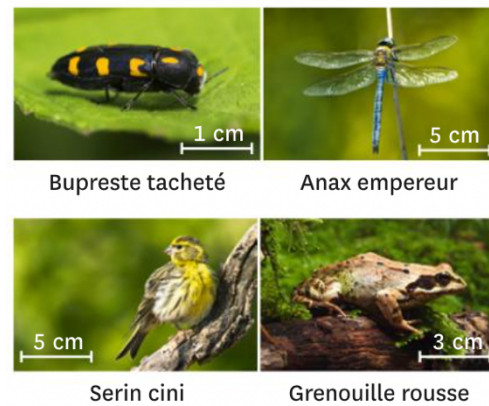 1 cm
5 cm
Bupreste tacheté
Anax empereur
5 cm
3 cm
Serin cini
Grenouille rousse